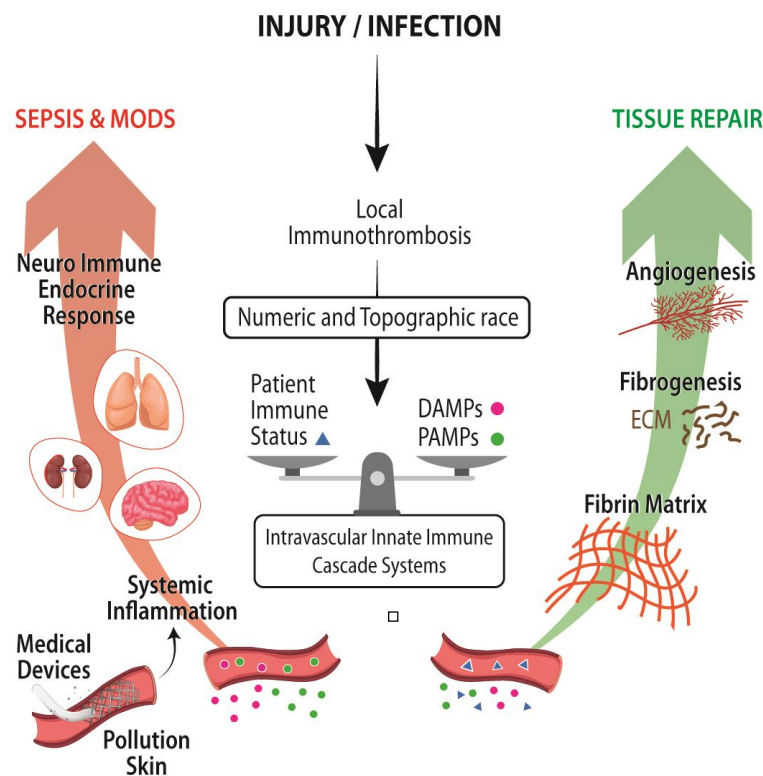 INJURY / INFECTION
SEPSIS & MODS
TISSUE REPAIR
Local
Immunothrombosis
Neuro Immune
Endocrine
Response
Angiogenesis
Numeric and Topographic race
Patient
Immune
Status
DAMPs
PAMPs
Fibrogenesis
ECM
Fibrin Matrix
Intravascular Innate Immune
Cascade Systems
Systemic
Inflammation
Medical
Devices
Pollution
Skin